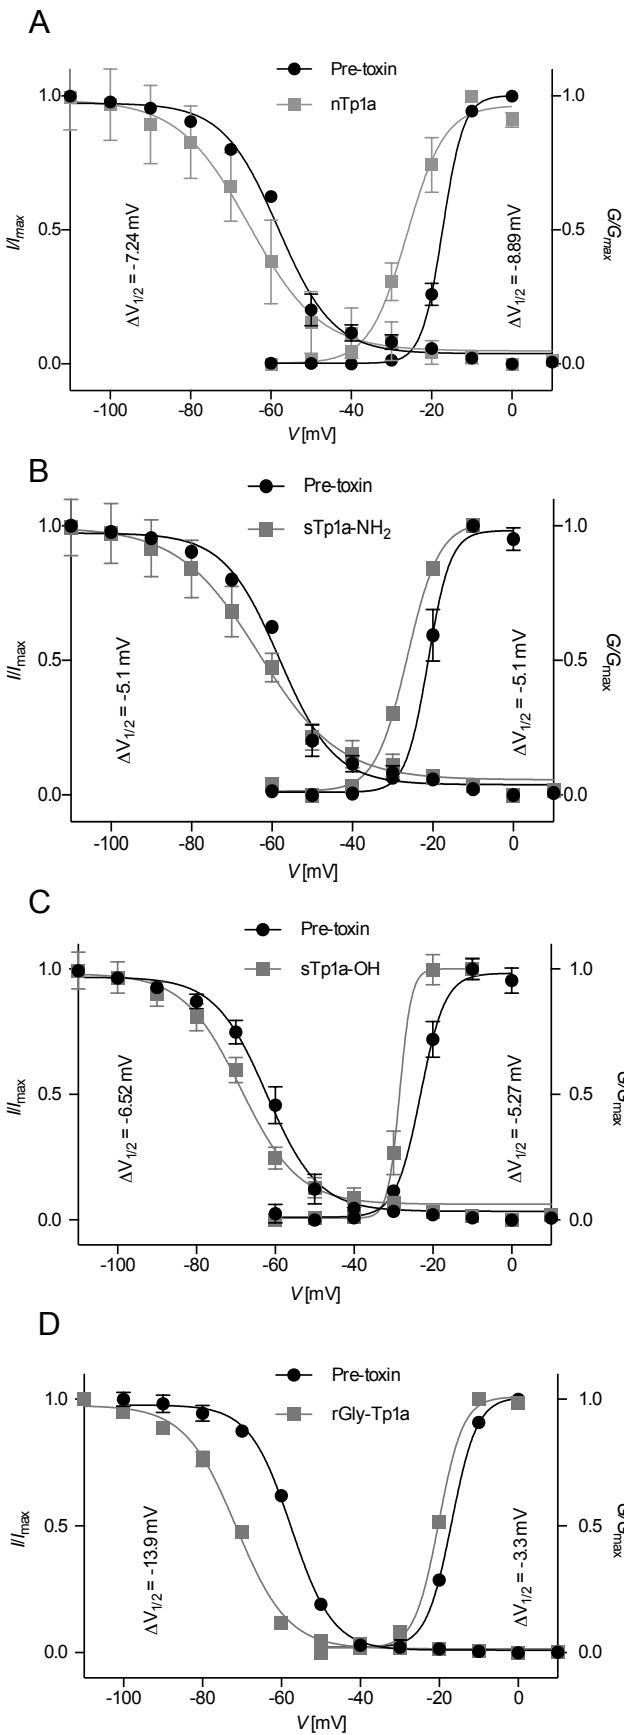 A
Pre-toxin
nTp1a
1.0
1.0
I/Imax
0.5
ΔV1/2 = -7.24 mV
ΔV1/2 = -8.89 mV
0.5
G/Gmax
0.0
0.0
-100 -80 -60 -40 -20 0
V [mV]
B
Pre-toxin
sTp1a-NH2
1.0
1.0
I/Imax
0.5
ΔV1/2 = -5.1 mV
ΔV1/2 = -5.1 mV
0.5
G/Gmax
0.0
0.0
-100 -80 -60 -40 -20 0
V [mV]
C
Pre-toxin
sTp1a-OH
1.0
1.0
I/Imax
0.5
ΔV1/2 = -6.52 mV
ΔV1/2 = -5.27 mV
0.5
G/Gmax
0.0
0.0
-100 -80 -60 -40 -20 0
V [mV]
D
Pre-toxin
rGly-Tp1a
1.0
1.0
I/Imax
0.5
ΔV1/2 = -13.9 mV
ΔV1/2 = -3.3 mV
0.5
G/Gmax
0.0
0.0
-100 -80 -60 -40 -20 0
V [mV]